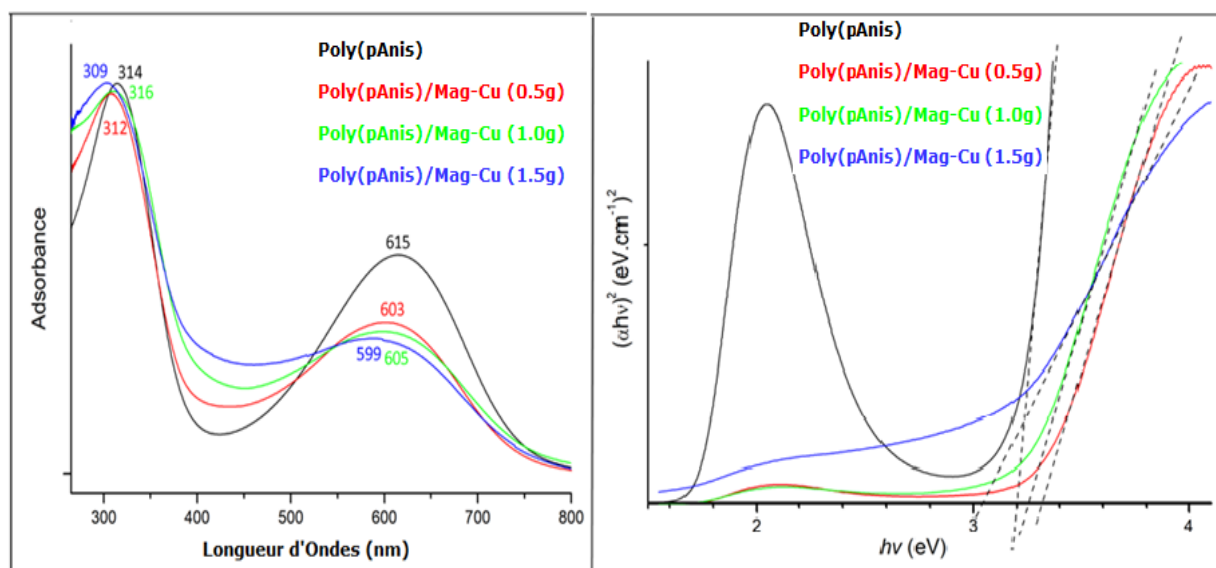 Poly(pAnis)
Poly(pAnis)/Mag-Cu (0.5g)
Poly(pAnis)/Mag-Cu (1.0g)
Poly(pAnis)/Mag-Cu (1.5g)
309
314
316
312
615
603
599
605
Adsorbance
300
400
500
600
700
800
Longueur d'Ondes (nm)
Poly(pAnis)
Poly(pAnis)/Mag-Cu (0.5g)
Poly(pAnis)/Mag-Cu (1.0g)
Poly(pAnis)/Mag-Cu (1.5g)
(αhν)² (eV.cm⁻¹)²
2
3
4
hν (eV)